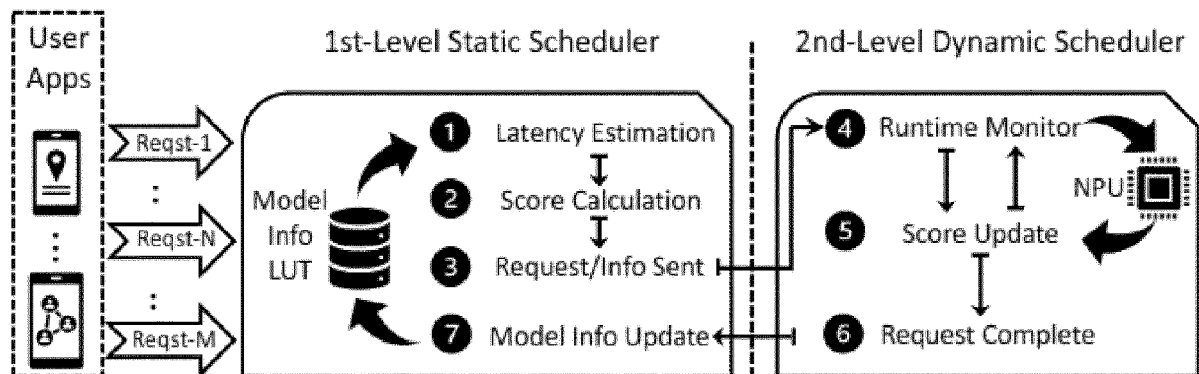 User
Apps
Reqst-1
:
Reqst-N
:
Reqst-M
1st-Level Static Scheduler
Model
Info
LUT
1 Latency Estimation
2 Score Calculation
3 Request/Info Sent
7 Model Info Update
2nd-Level Dynamic Scheduler
4 Runtime Monitor
NPU
5 Score Update
6 Request Complete